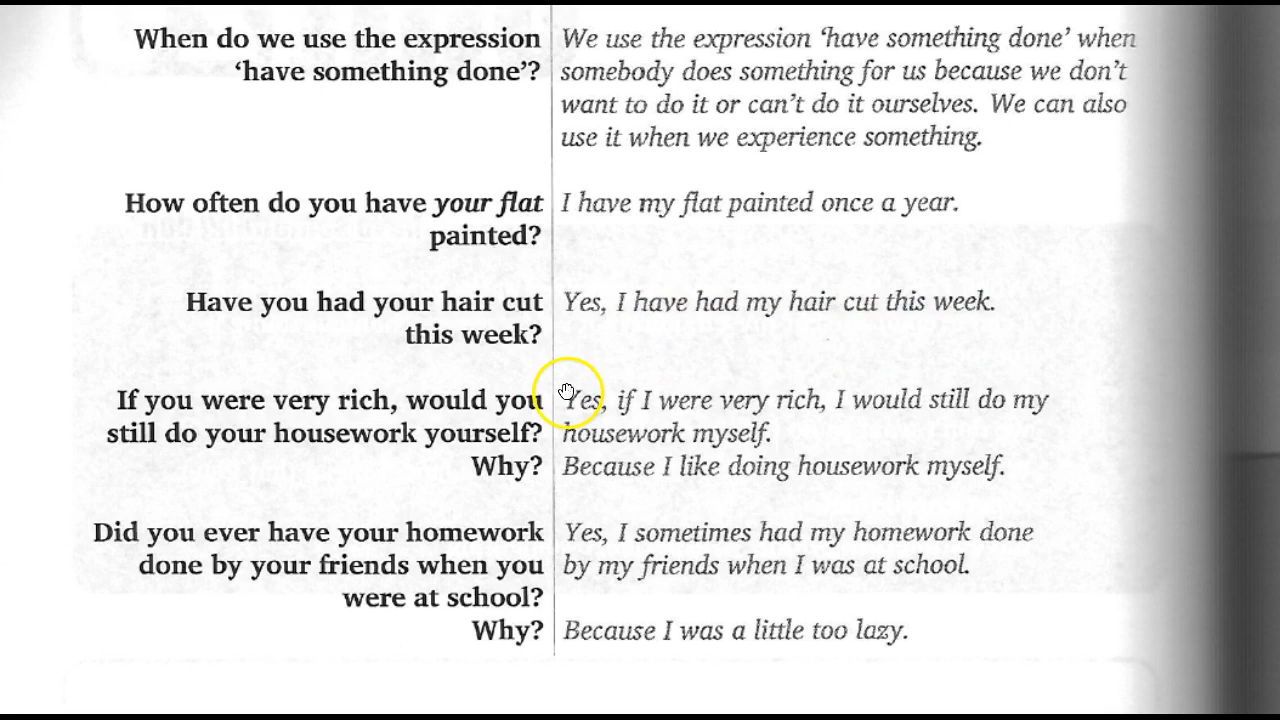 When do we use the expression
‘have something done’?
We use the expression ‘have something done’ when
somebody does something for us because we don’t
want to do it or can’t do it ourselves. We can also
use it when we experience something.
How often do you have your flat
painted?
I have my flat painted once a year.
Have you had your hair cut
this week?
Yes, I have had my hair cut this week.
If you were very rich, would you
still do your housework yourself?
Why?
Yes, if I were very rich, I would still do my
housework myself.
Because I like doing housework myself.
Did you ever have your homework
done by your friends when you
were at school?
Why?
Yes, I sometimes had my homework done
by my friends when I was at school.
Because I was a little too lazy.